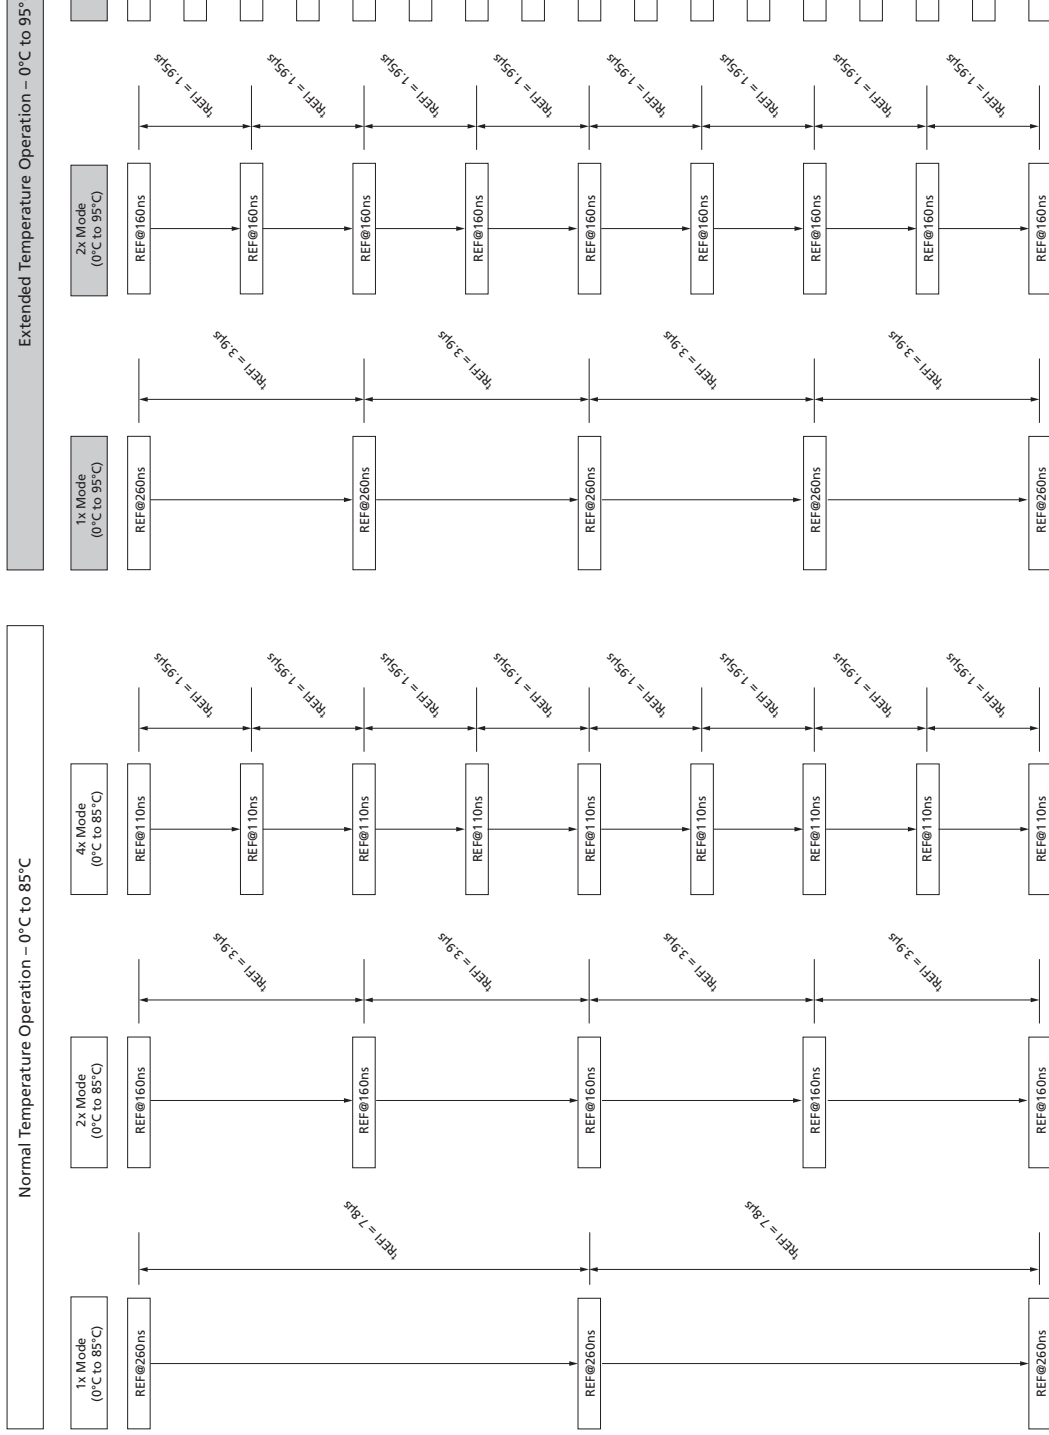 Normal Temperature Operation – 0°C to 85°C
1x Mode
(0°C to 85°C)
REF@260ns
REF@260ns
REF@260ns
tREFI = 7.8μs
tREFI = 7.8μs
2x Mode
(0°C to 85°C)
REF@160ns
REF@160ns
REF@160ns
REF@160ns
REF@160ns
tREFI = 3.9μs
tREFI = 3.9μs
tREFI = 3.9μs
tREFI = 3.9μs
4x Mode
(0°C to 85°C)
REF@110ns
REF@110ns
REF@110ns
REF@110ns
REF@110ns
REF@110ns
REF@110ns
REF@110ns
REF@110ns
tREFI = 1.95μs
tREFI = 1.95μs
tREFI = 1.95μs
tREFI = 1.95μs
tREFI = 1.95μs
tREFI = 1.95μs
tREFI = 1.95μs
tREFI = 1.95μs
Extended Temperature Operation – 0°C to 95°
1x Mode
(0°C to 95°C)
REF@260ns
REF@260ns
REF@260ns
REF@260ns
REF@260ns
tREFI = 3.9μs
tREFI = 3.9μs
tREFI = 3.9μs
tREFI = 3.9μs
2x Mode
(0°C to 95°C)
REF@160ns
REF@160ns
REF@160ns
REF@160ns
REF@160ns
REF@160ns
REF@160ns
REF@160ns
REF@160ns
tREFI = 1.95μs
tREFI = 1.95μs
tREFI = 1.95μs
tREFI = 1.95μs
tREFI = 1.95μs
tREFI = 1.95μs
tREFI = 1.95μs
tREFI = 1.95μs